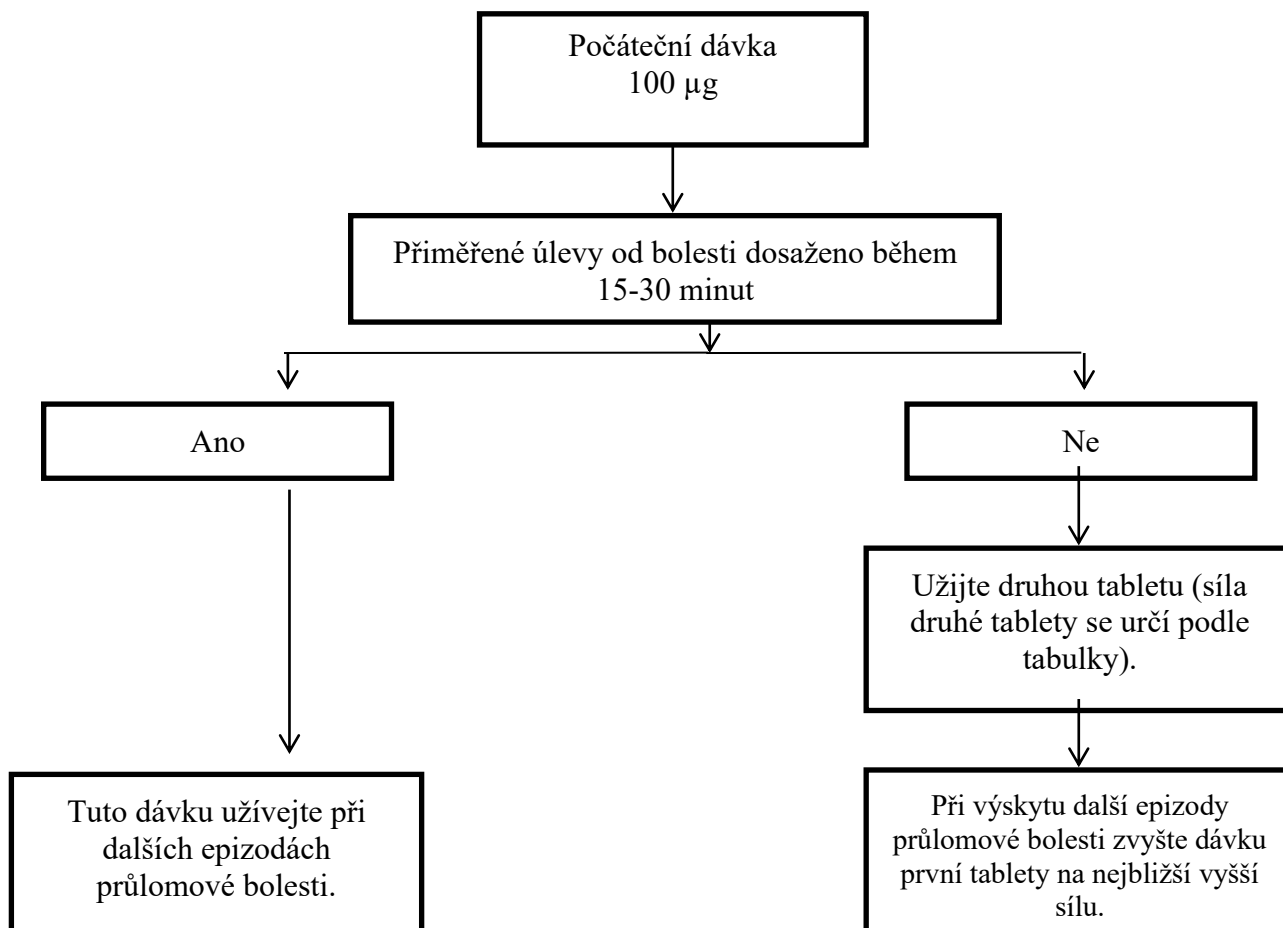 Počáteční dávka
100 µg
Přiměřené úlevy od bolesti dosaženo během
15-30 minut
Ano
Ne
Užijte druhou tabletu (síla
druhé tablety se určí podle
tabulky).
Tuto dávku užívejte při
dalších epizodách
průlomové bolesti.
Při výskytu další epizody
průlomové bolesti zvyšte dávku
první tablety na nejbližší vyšší
sílu.